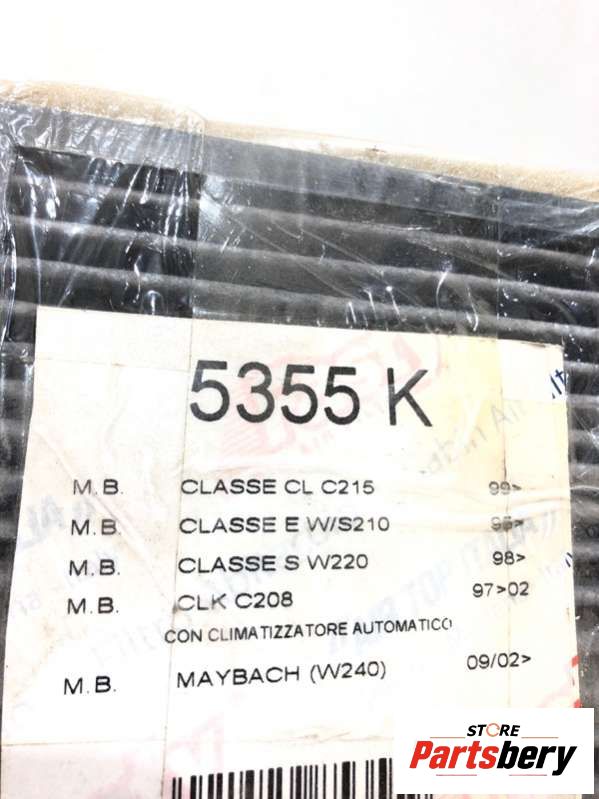 5355 K
M.B. CLASSE CL C215 99>
M.B. CLASSE E W/S210 95>
M.B. CLASSE S W220 98>
M.B. CLK C208 97>02
CON CLIMATIZZATORE AUTOMATICO
M.B. MAYBACH (W240) 09/02>
STORE
Partsbery